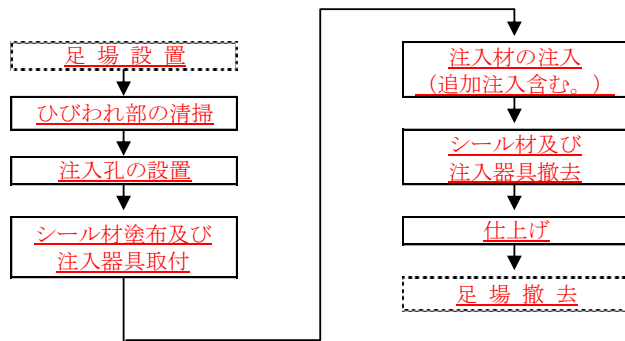 足 場 設 置
ひびわれ部の清掃
注入孔の設置
シール材塗布及び
注入器具取付
注入材の注入
（追加注入含む。）
シール材及び
注入器具撤去
仕上げ
足 場 撤 去